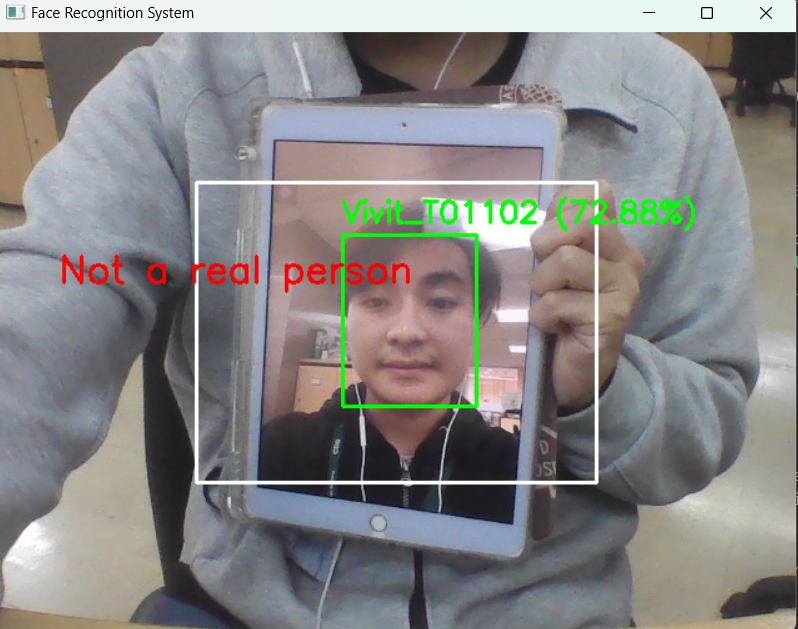 Face Recognition System
Vivit_T01102 (72.88%)
Not a real person